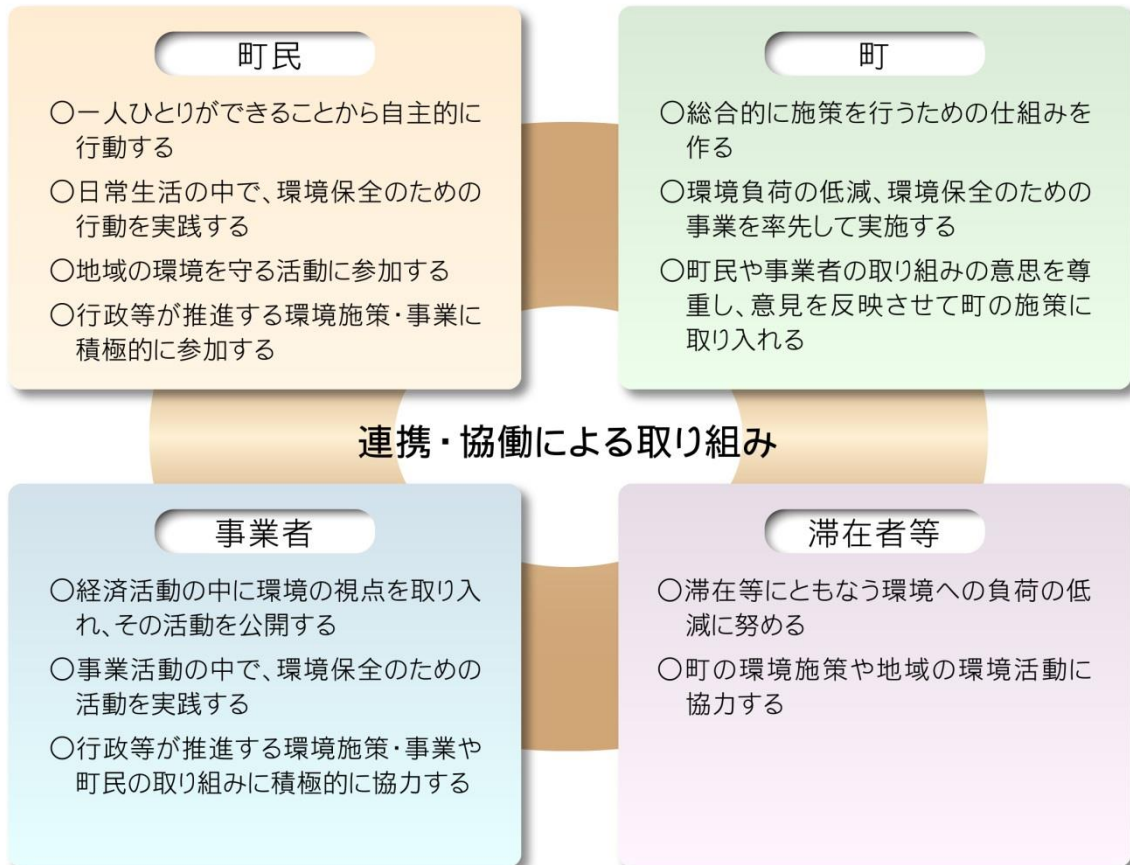 町民
〇一人ひとりができることから自主的に
行動する
〇日常生活の中で、環境保全のための
行動を実践する
〇地域の環境を守る活動に参加する
〇行政等が推進する環境施策・事業に
積極的に参加する
町
〇総合的に施策を行うための仕組みを
作る
〇環境負荷の低減、環境保全のための
事業を率先して実施する
〇町民や事業者の取り組みの意思を尊
重し、意見を反映させて町の施策に
取り入れる
連携・協働による取り組み
事業者
〇経済活動の中に環境の視点を取り入
れ、その活動を公開する
〇事業活動の中で、環境保全のための
活動を実践する
〇行政等が推進する環境施策・事業や
町民の取り組みに積極的に協力する
滞在者等
〇滞在等にともなう環境への負荷の低
減に努める
〇町の環境施策や地域の環境活動に
協力する